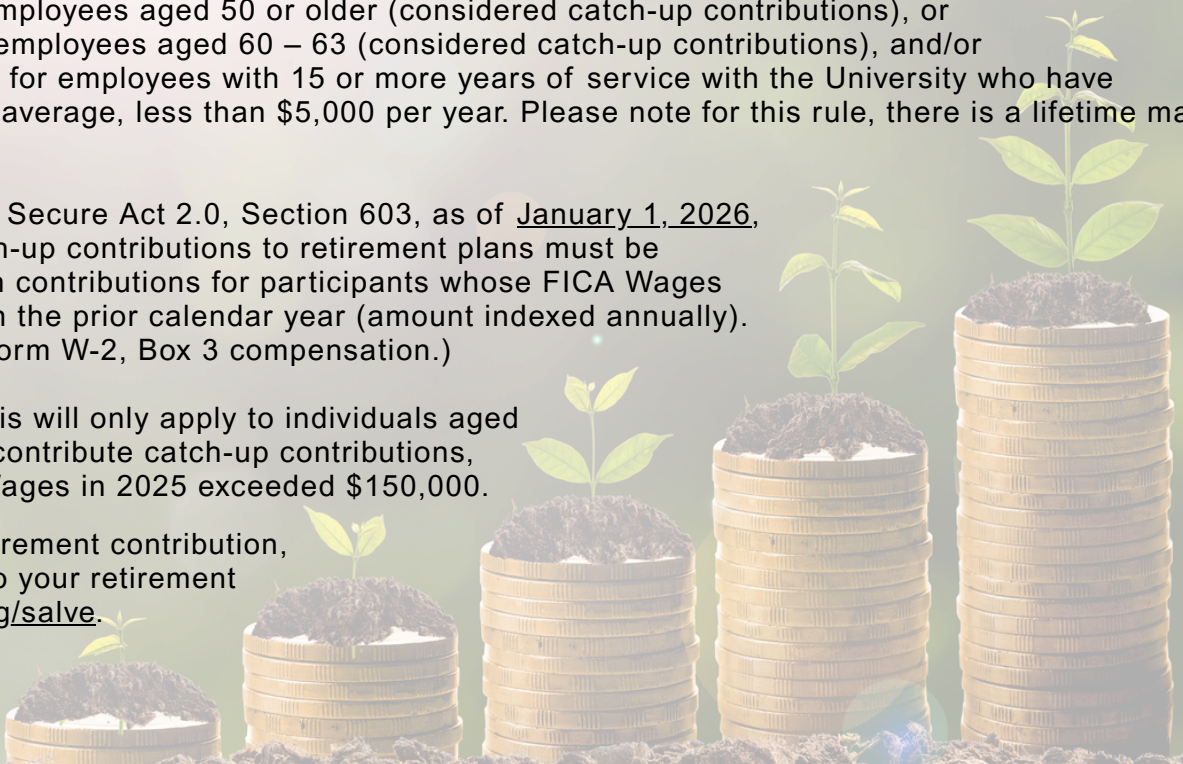 mployees aged 50 or older (considered catch-up contributions), or
employees aged 60 – 63 (considered catch-up contributions), and/or
for employees with 15 or more years of service with the University who have
average, less than $5,000 per year. Please note for this rule, there is a lifetime ma
Secure Act 2.0, Section 603, as of January 1, 2026,
h-up contributions to retirement plans must be
contributions for participants whose FICA Wages
n the prior calendar year (amount indexed annually).
orm W-2, Box 3 compensation.)
is will only apply to individuals aged
contribute catch-up contributions,
ages in 2025 exceeded $150,000.
rement contribution,
o your retirement
g/salve.